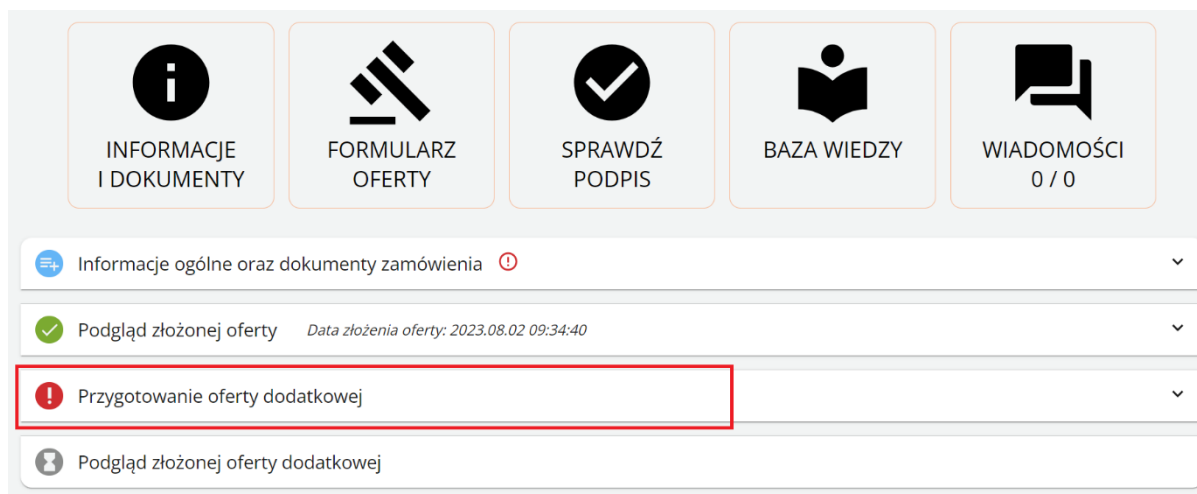 INFORMACJE
I DOKUMENTY
FORMULARZ
OFERTY
SPRAWDŹ
PODPIS
BAZA WIEDZY
WIADOMOŚCI
0 / 0
Informacje ogólne oraz dokumenty zamówienia
Podgląd złożonej oferty Data złożenia oferty: 2023.08.02 09:34:40
Przygotowanie oferty dodatkowej
Podgląd złożonej oferty dodatkowej